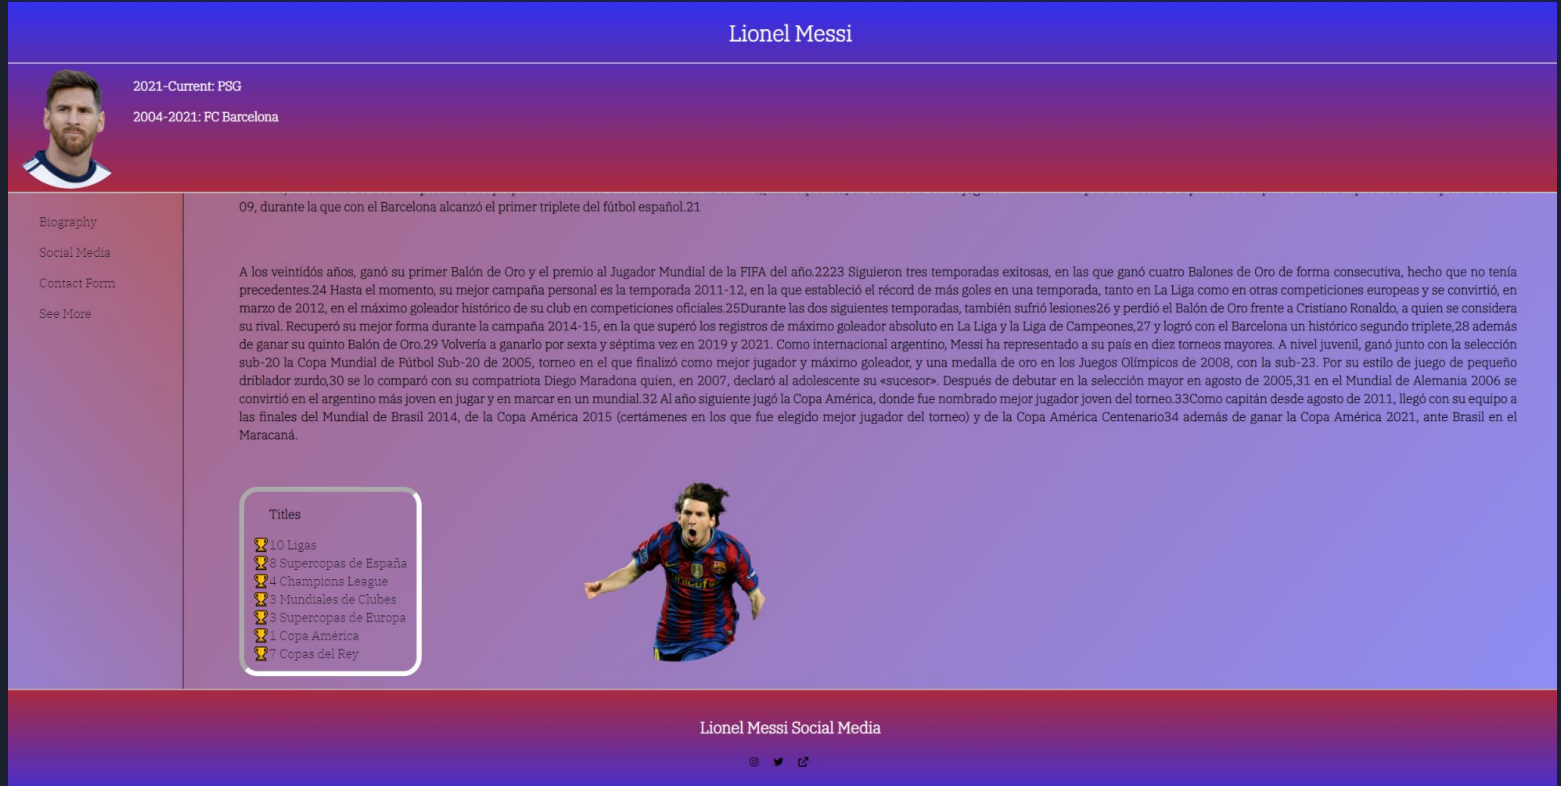 Lionel Messi
2021-Current: PSG
2004-2021: FC Barcelona
Biography
Social Media
Contact Form
See More
09, durante la que con el Barcelona alcanzó el primer triplete del fútbol español.21
A los veintidós años, ganó su primer Balón de Oro y el premio al Jugador Mundial de la FIFA del año.2223 Siguieron tres temporadas exitosas, en las que ganó cuatro Balones de Oro de forma consecutiva, hecho que no tenía
precedentes.24 Hasta el momento, su mejor campaña personal es la temporada 2011-12, en la que estableció el récord de más goles en una temporada, tanto en La Liga como en otras competiciones europeas y se convirtió, en
marzo de 2012, en el máximo goleador histórico de su club en competiciones oficiales.25Durante las dos siguientes temporadas, también sufrió lesiones26 y perdió el Balón de Oro frente a Cristiano Ronaldo, a quien se considera
su rival. Recuperó su mejor forma durante la campaña 2014-15, en la que superó los registros de máximo goleador absoluto en La Liga y la Liga de Campeones,27 y logró con el Barcelona un histórico segundo triplete,28 además
de ganar su quinto Balón de Oro.29 Volvería a ganarlo por sexta y séptima vez en 2019 y 2021. Como internacional argentino, Messi ha representado a su país en diez torneos mayores. A nivel juvenil, ganó junto con la selección
sub-20 la Copa Mundial de Fútbol Sub-20 de 2005, torneo en el que finalizó como mejor jugador y máximo goleador, y una medalla de oro en los Juegos Olímpicos de 2008, con la sub-23. Por su estilo de juego de pequeño
driblador zurdo,30 se lo comparó con su compatriota Diego Maradona quien, en 2007, declaró al adolescente su «sucesor». Después de debutar en la selección mayor en agosto de 2005,31 en el Mundial de Alemania 2006 se
convirtió en el argentino más joven en jugar y en marcar en un mundial.32 Al año siguiente jugó la Copa América, donde fue nombrado mejor jugador joven del torneo.33Como capitán desde agosto de 2011, llegó con su equipo a
las finales del Mundial de Brasil 2014, de la Copa América 2015 (certámenes en los que fue elegido mejor jugador del torneo) y de la Copa América Centenario34 además de ganar la Copa América 2021, ante Brasil en el
Maracaná.
Titles
10 Ligas
8 Supercopas de España
4 Champions League
3 Mundiales de Clubes
3 Supercopas de Europa
1 Copa América
7 Copas del Rey
unicef
Lionel Messi Social Media